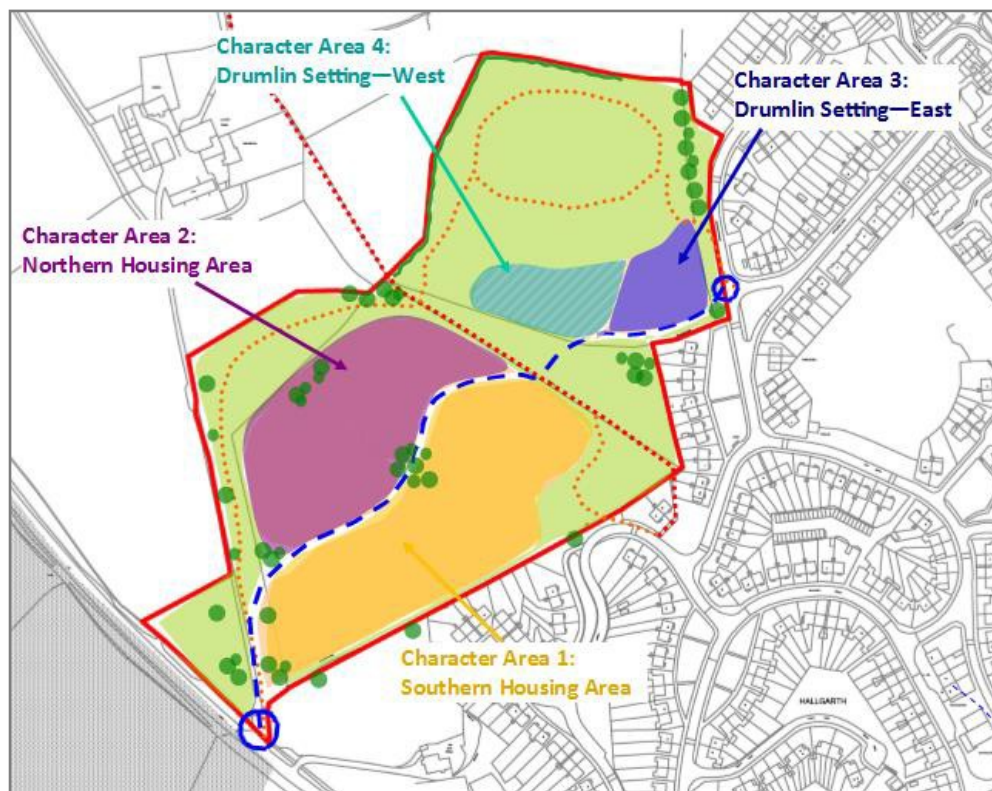 Character Area 4:
Drumlin Setting—West
Character Area 3:
Drumlin Setting—East
Character Area 2:
Northern Housing Area
Character Area 1:
Southern Housing Area
HALLGARTH